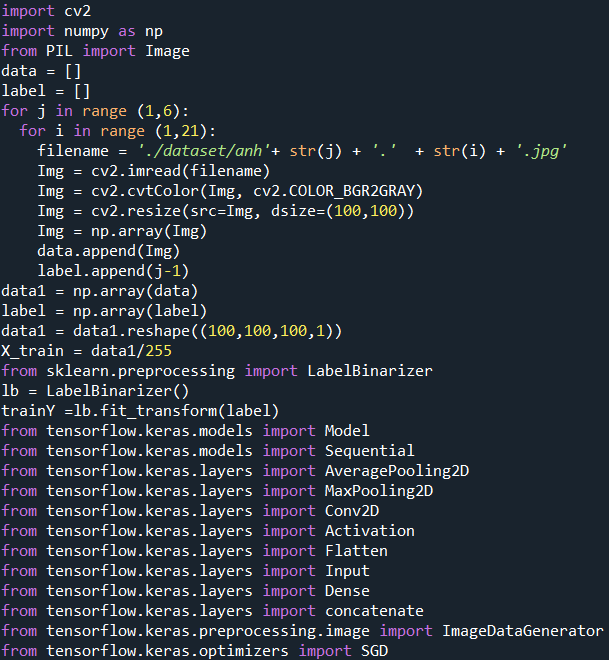 import cv2
import numpy as np
from PIL import Image
data = []
label = []
for j in range (1,6):
  for i in range (1,21):
    filename = './dataset/anh'+ str(j) + '.'  + str(i) + '.jpg'
    Img = cv2.imread(filename)
    Img = cv2.cvtColor(Img, cv2.COLOR_BGR2GRAY)
    Img = cv2.resize(src=Img, dsize=(100,100))
    Img = np.array(Img)
    data.append(Img)
    label.append(j-1)
data1 = np.array(data)
label = np.array(label)
data1 = data1.reshape((100,100,100,1))
X_train = data1/255
from sklearn.preprocessing import LabelBinarizer
lb = LabelBinarizer()
trainY =lb.fit_transform(label)
from tensorflow.keras.models import Model
from tensorflow.keras.models import Sequential
from tensorflow.keras.layers import AveragePooling2D
from tensorflow.keras.layers import MaxPooling2D
from tensorflow.keras.layers import Conv2D
from tensorflow.keras.layers import Activation
from tensorflow.keras.layers import Flatten
from tensorflow.keras.layers import Input
from tensorflow.keras.layers import Dense
from tensorflow.keras.layers import concatenate
from tensorflow.keras.preprocessing.image import ImageDataGenerator
from tensorflow.keras.optimizers import SGD